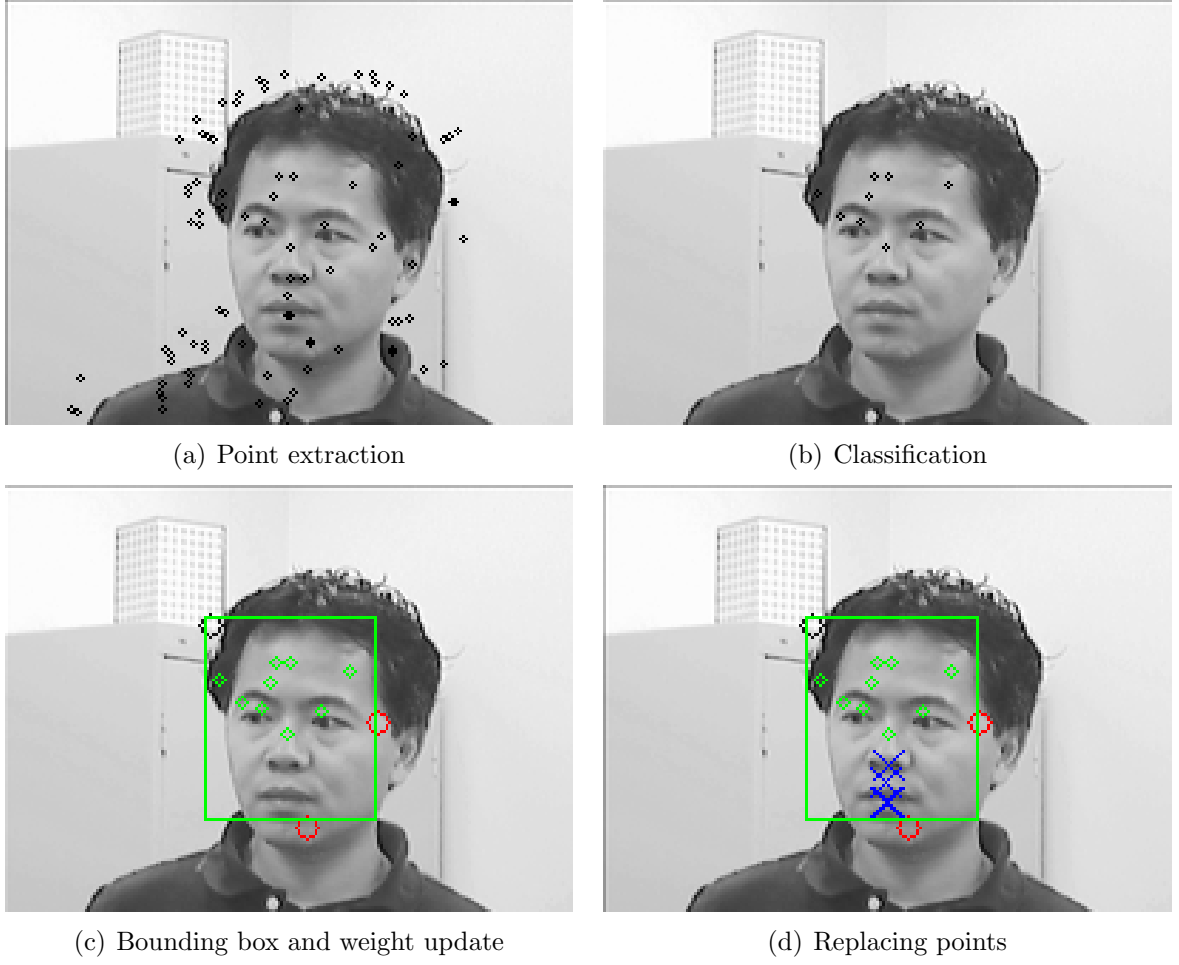 (a) Point extraction
(b) Classification
(c) Bounding box and weight update
(d) Replacing points